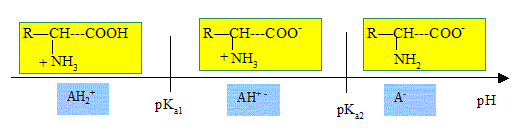 R—CH---COOH
+ NH₃
R—CH---COO⁻
+ NH₃
R—CH---COO⁻
NH₂
AH₂⁺
pKa1
AH⁺⁻
pKa2
A⁻
pH